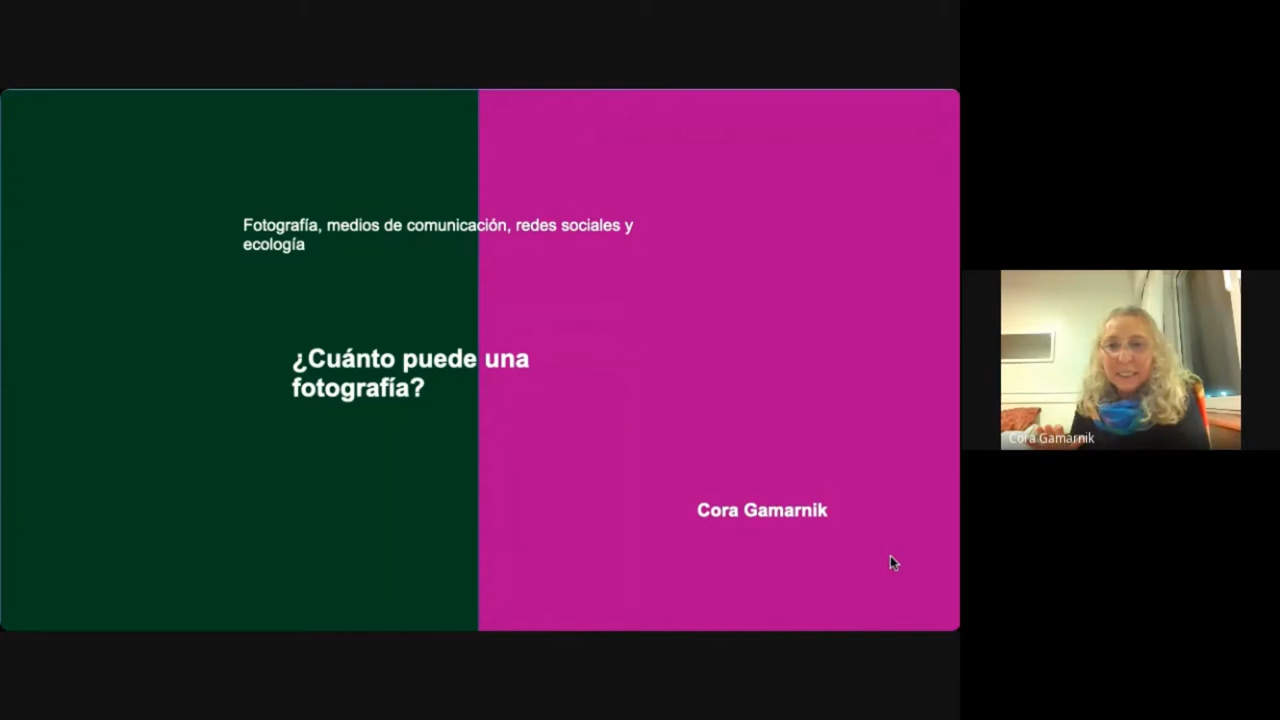 Fotografía, medios de comunicación, redes sociales y
ecología
¿Cuánto puede una
fotografía?
Cora Gamarnik
Cora Gamarnik